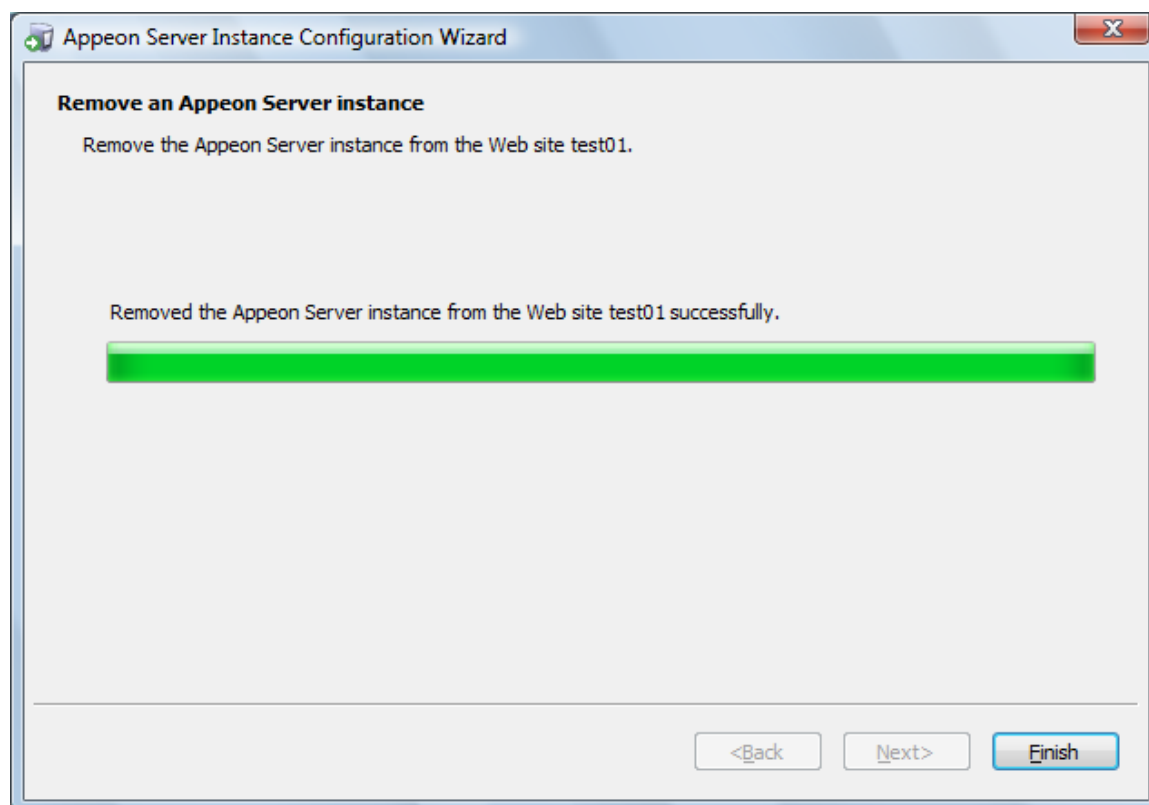 Appeon Server Instance Configuration Wizard
Remove an Appeon Server instance
Remove the Appeon Server instance from the Web site test01.
Removed the Appeon Server instance from the Web site test01 successfully.
<Back Next> Finish